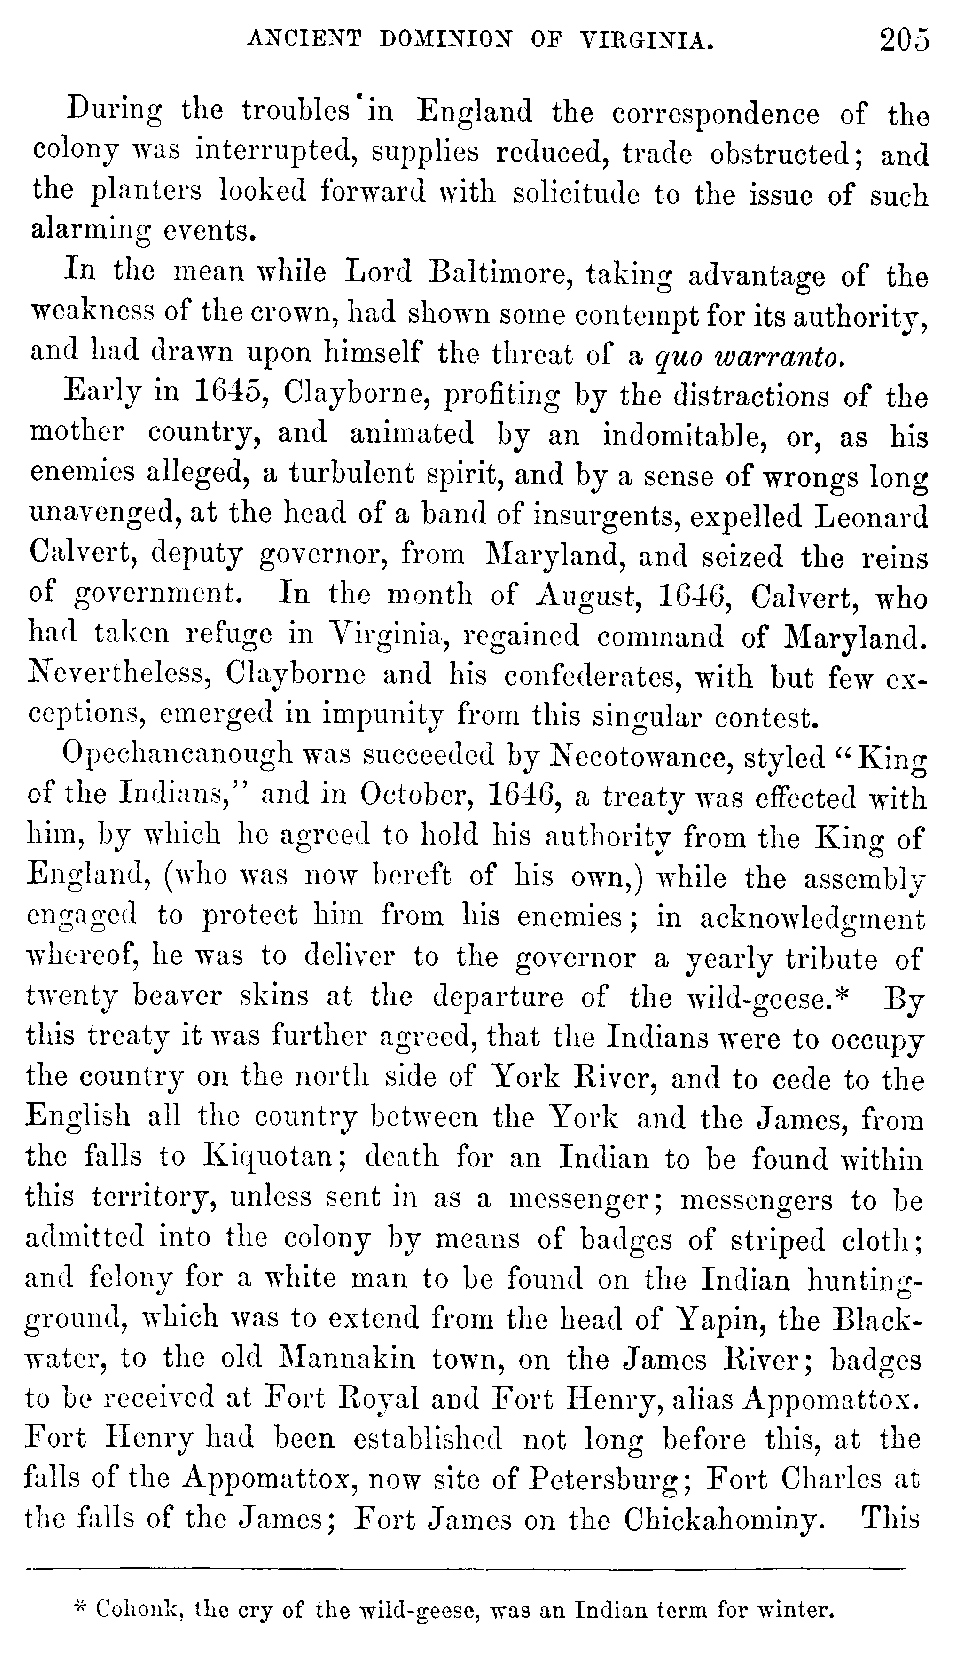 ANCIENT DOMINION OF VIRGINIA. 205
During the troubles in England the correspondence of the
colony was interrupted, supplies reduced, trade obstructed; and
the planters looked forward with solicitude to the issue of such
alarming events.
In the mean while Lord Baltimore, taking advantage of the
weakness of the crown, had shown some contempt for its authority,
and had drawn upon himself the threat of a quo warranto.
Early in 1645, Clayborne, profiting by the distractions of the
mother country, and animated by an indomitable, or, as his
enemies alleged, a turbulent spirit, and by a sense of wrongs long
unavenged, at the head of a band of insurgents, expelled Leonard
Calvert, deputy governor, from Maryland, and seized the reins
of government. In the month of August, 1646, Calvert, who
had taken refuge in Virginia, regained command of Maryland.
Nevertheless, Clayborne and his confederates, with but few ex-
ceptions, emerged in impunity from this singular contest.
Opechancanough was succeeded by Necotowance, styled "King
of the Indians," and in October, 1646, a treaty was effected with
him, by which he agreed to hold his authority from the King of
England, (who was now bereft of his own,) while the assembly
engaged to protect him from his enemies; in acknowledgment
whereof, he was to deliver to the governor a yearly tribute of
twenty beaver skins at the departure of the wild-geese.* By
this treaty it was further agreed, that the Indians were to occupy
the country on the north side of York River, and to cede to the
English all the country between the York and the James, from
the falls to Kiquotan; death for an Indian to be found within
this territory, unless sent in as a messenger; messengers to be
admitted into the colony by means of badges of striped cloth;
and felony for a white man to be found on the Indian hunting-
ground, which was to extend from the head of Yapin, the Black-
water, to the old Mannakin town, on the James River; badges
to be received at Fort Royal and Fort Henry, alias Appomattox.
Fort Henry had been established not long before this, at the
falls of the Appomattox, now site of Petersburg; Fort Charles at
the falls of the James; Fort James on the Chickahominy. This
* Cohonk, the cry of the wild-geese, was an Indian term for winter.